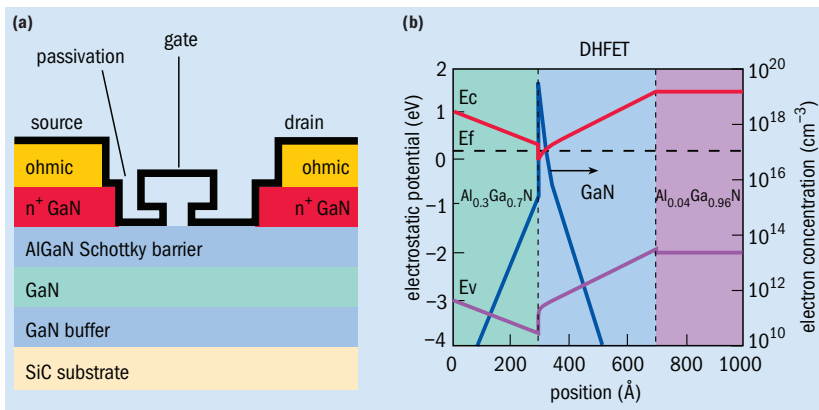 (a)
gate
passivation
source
drain
ohmic
ohmic
n⁺ GaN
n⁺ GaN
AlGaN Schottky barrier
GaN
GaN buffer
SiC substrate
(b)
DHFET
electrostatic potential (eV)
2
1
0
–1
–2
–3
–4
Ec
Ef
Ev
Al₀.₃Ga₀.₇N
GaN
Al₀.₀₄Ga₀.₉₆N
10²⁰
10¹⁸
10¹⁶
10¹⁴
10¹²
10¹⁰
electron concentration (cm⁻³)
0 200 400 600 800 1000
position (Å)